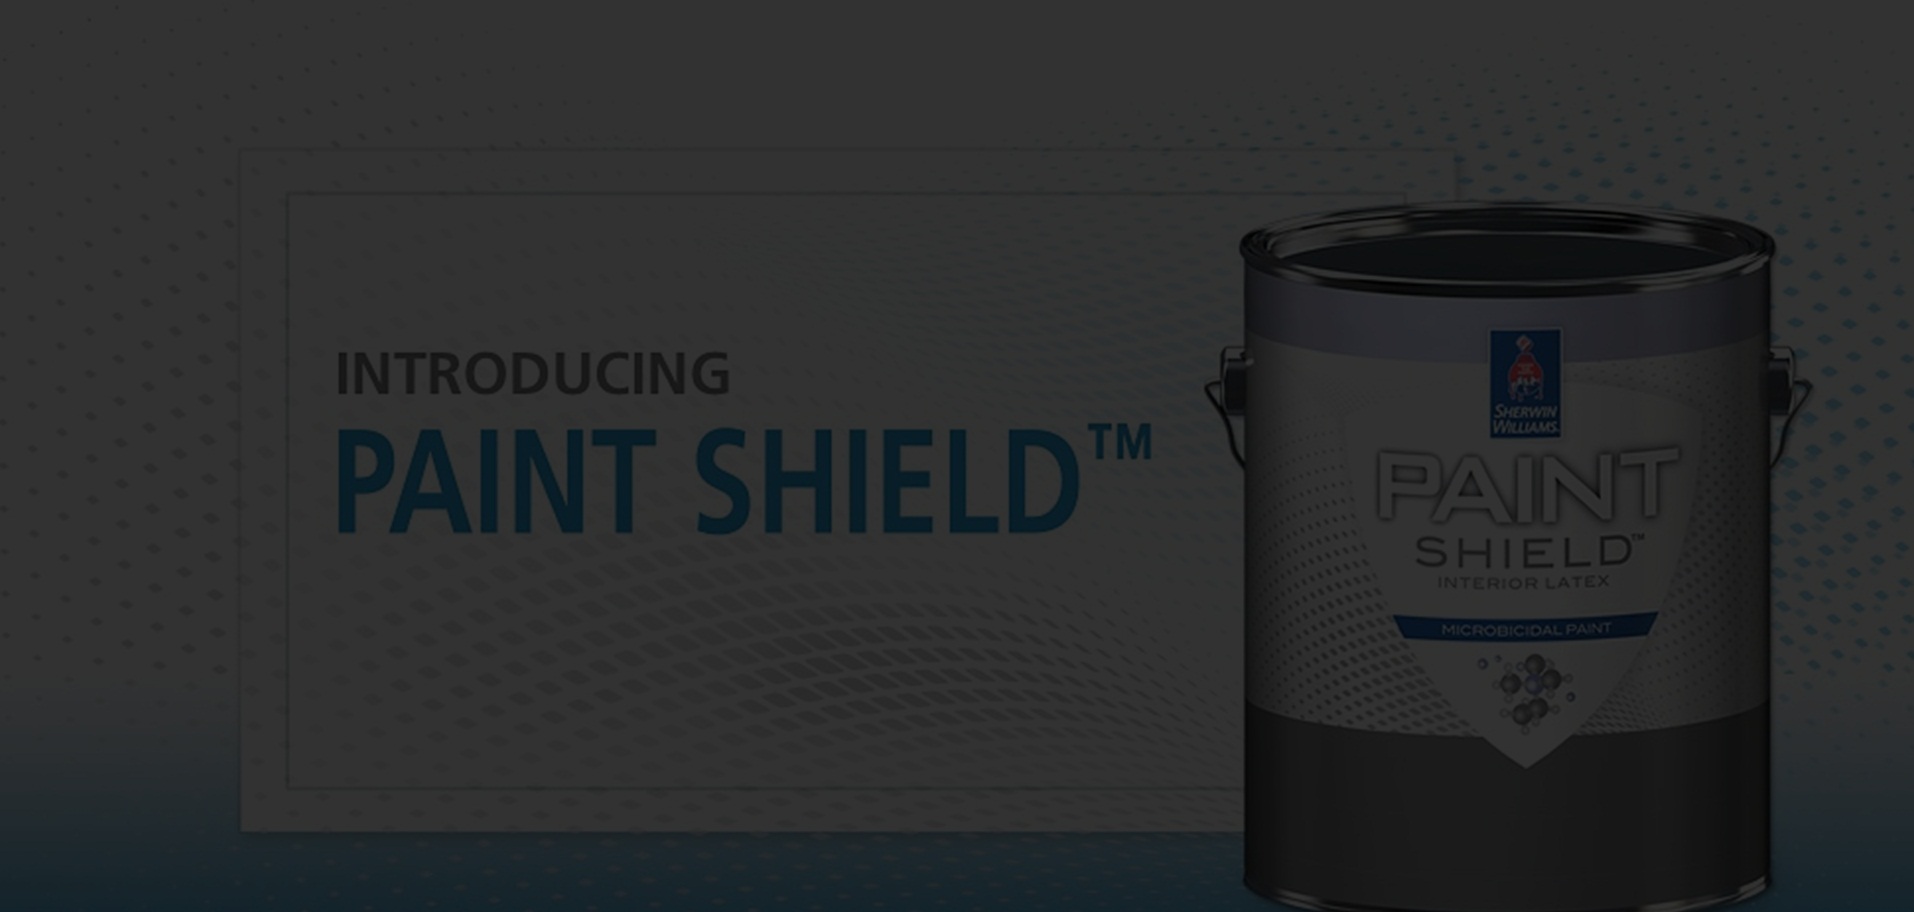 INTRODUCING
PAINT SHIELD™
SHERWIN
WILLIAMS.
PAINT
SHIELD™
INTERIOR LATEX
MICROBICIDAL PAINT